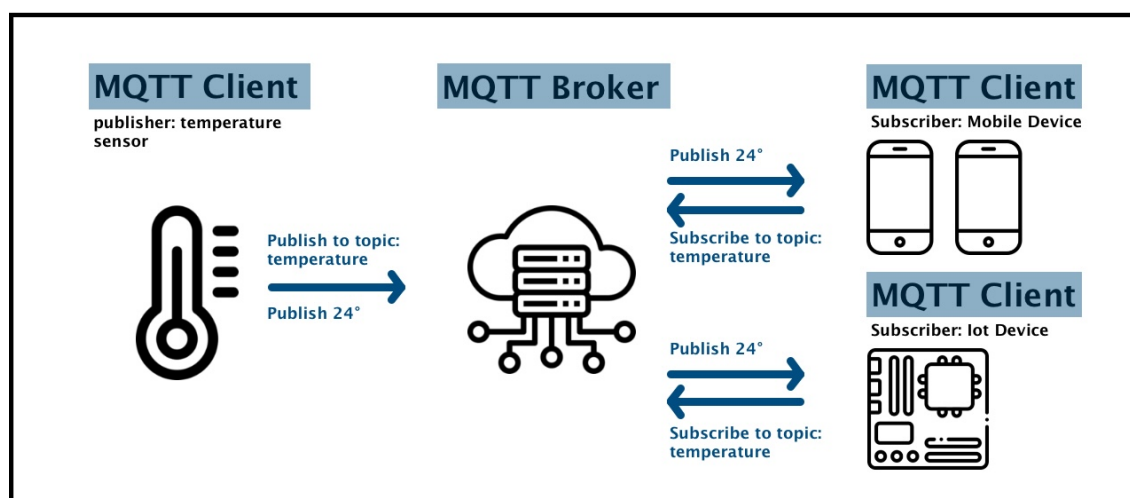 MQTT Client
publisher: temperature
sensor
Publish to topic:
temperature
Publish 24°
MQTT Broker
Publish 24°
Subscribe to topic:
temperature
Publish 24°
Subscribe to topic:
temperature
MQTT Client
Subscriber: Mobile Device
MQTT Client
Subscriber: Iot Device